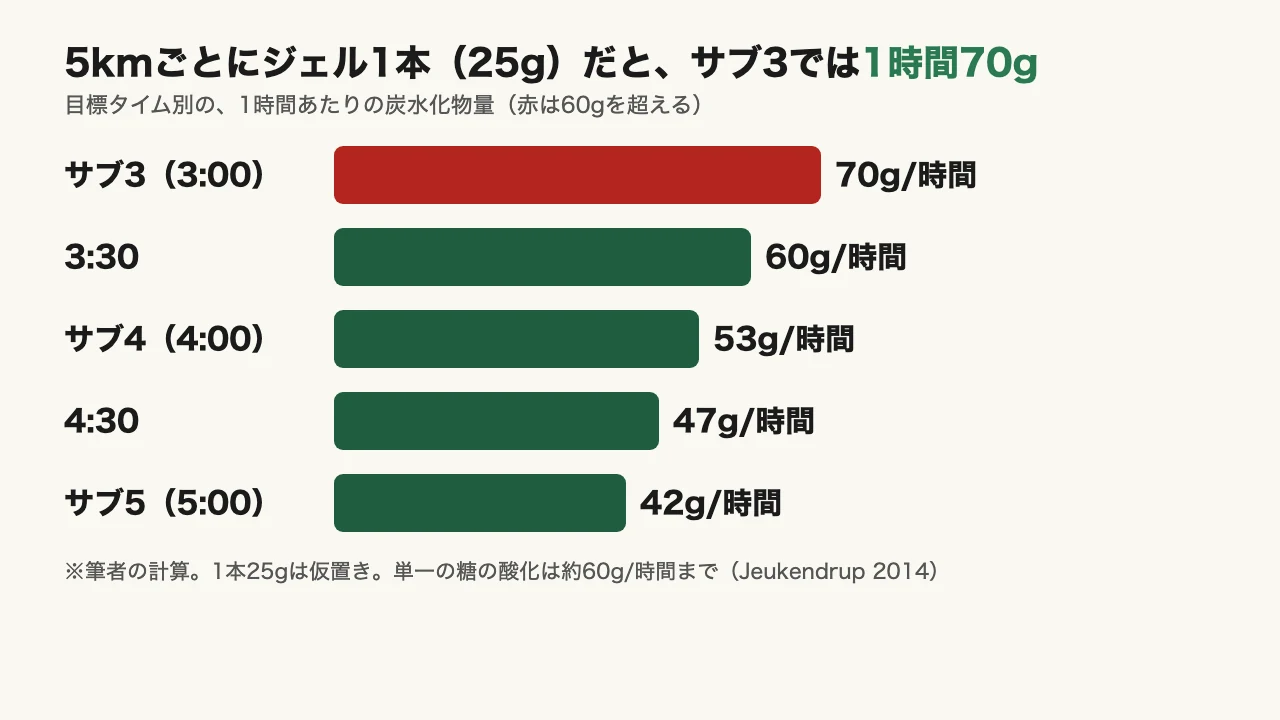 5kmごとにジェル1本（25g）だと、サブ3では1時間70g
目標タイム別の、1時間あたりの炭水化物量（赤は60gを超える）
サブ3（3:00） 70g/時間
3:30 60g/時間
サブ4（4:00） 53g/時間
4:30 47g/時間
サブ5（5:00） 42g/時間
※筆者の計算。1本25gは仮置き。単一の糖の酸化は約60g/時間まで（Jeukendrup 2014）